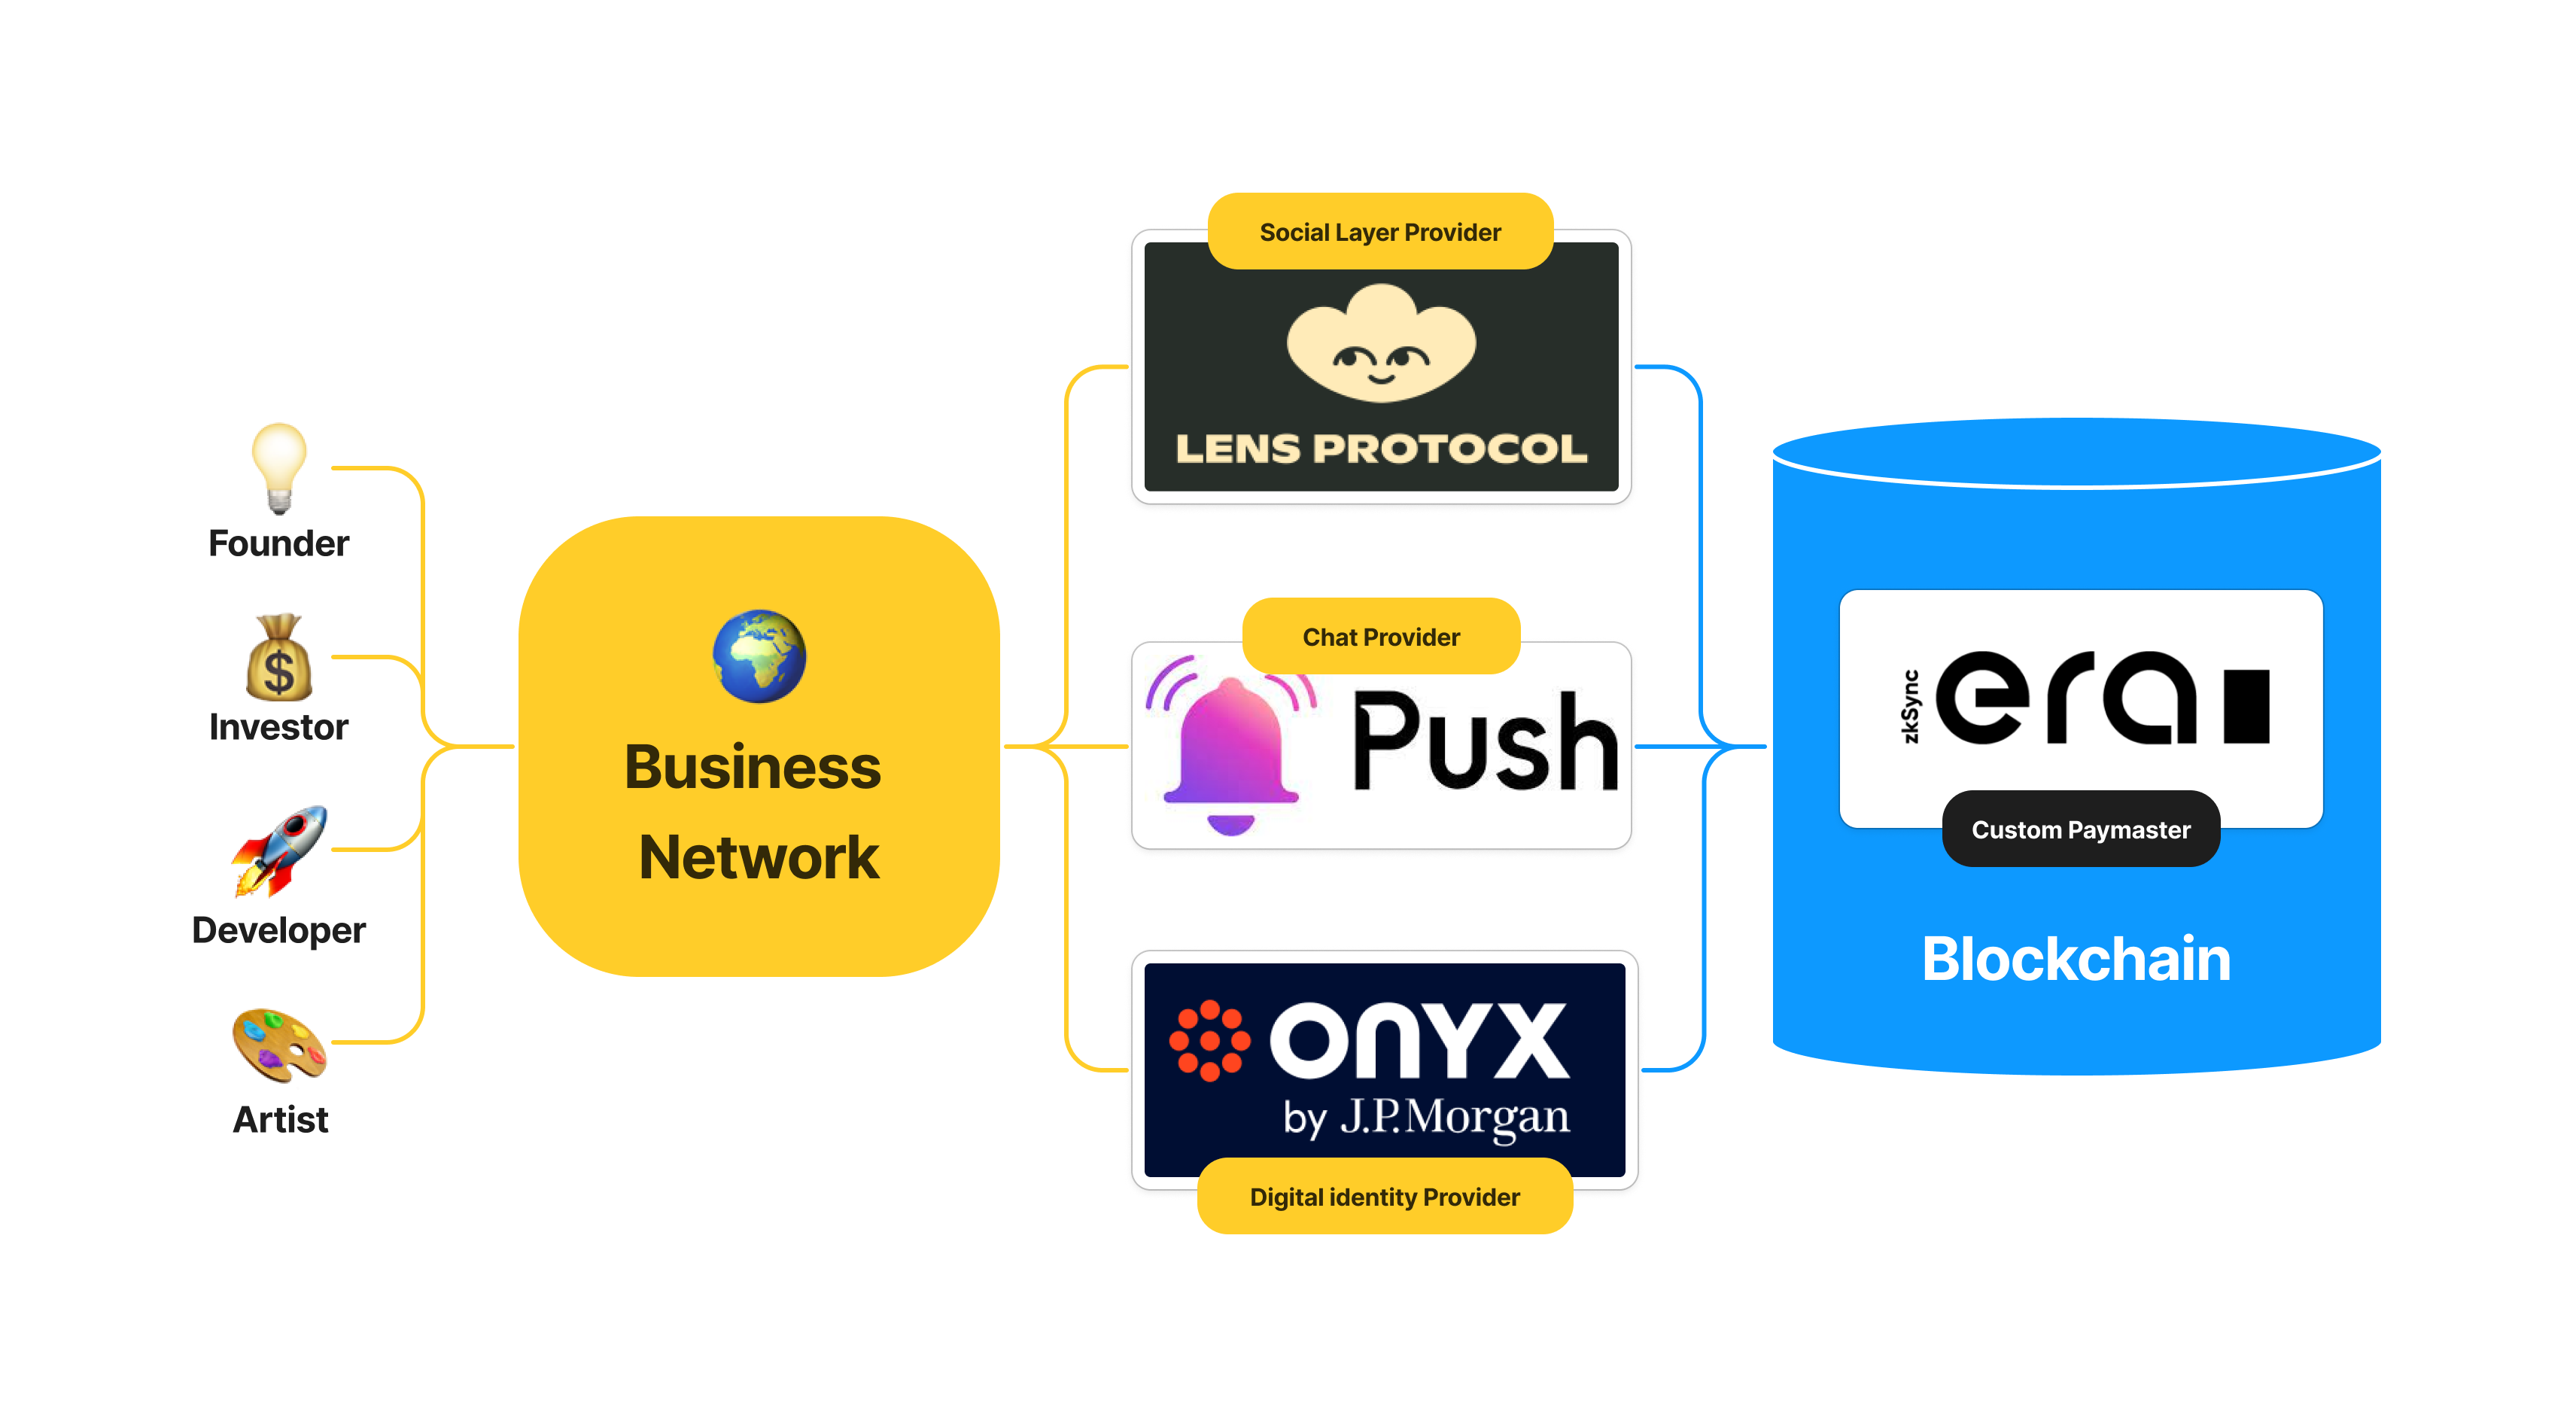 Founder
Investor
Developer
Artist
Business
Network
Social Layer Provider
LENS PROTOCOL
Chat Provider
Push
ONYX
by J.P.Morgan
Digital identity Provider
zkSync
era
Custom Paymaster
Blockchain